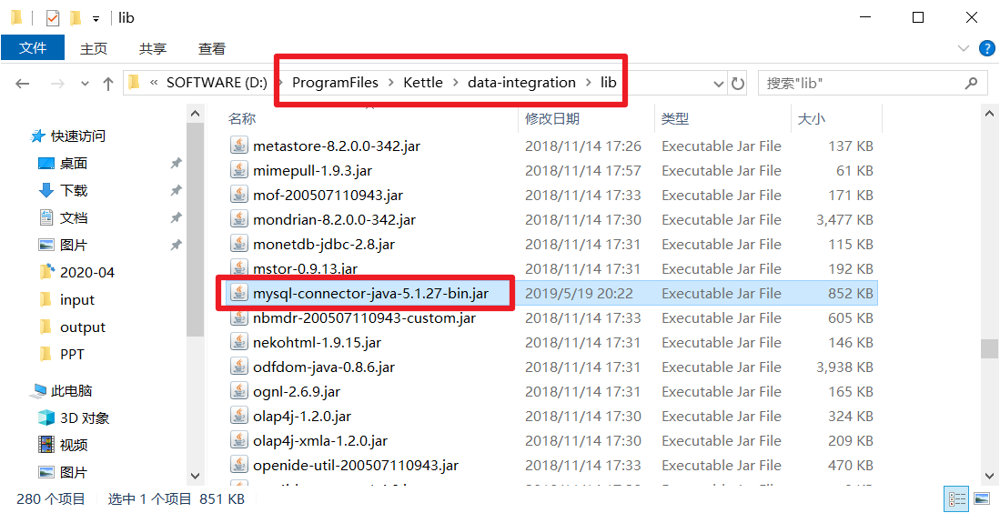 lib
文件 主页 共享 查看
« SOFTWARE (D:) › ProgramFiles › Kettle › data-integration › lib 搜索"lib"
名称 修改日期 类型 大小
快速访问
桌面
下载
文档
图片
2020-04
input
output
PPT
此电脑
3D 对象
视频
图片
metastore-8.2.0.0-342.jar 2018/11/14 17:26 Executable Jar File 137 KB
mimepull-1.9.3.jar 2018/11/14 17:57 Executable Jar File 61 KB
mof-200507110943.jar 2018/11/14 17:33 Executable Jar File 171 KB
mondrian-8.2.0.0-342.jar 2018/11/14 17:30 Executable Jar File 3,477 KB
monetdb-jdbc-2.8.jar 2018/11/14 17:31 Executable Jar File 115 KB
mstor-0.9.13.jar 2018/11/14 17:31 Executable Jar File 192 KB
mysql-connector-java-5.1.27-bin.jar 2019/5/19 20:22 Executable Jar File 852 KB
nbmdr-200507110943-custom.jar 2018/11/14 17:33 Executable Jar File 605 KB
nekohtml-1.9.15.jar 2018/11/14 17:31 Executable Jar File 146 KB
odfdom-java-0.8.6.jar 2018/11/14 17:31 Executable Jar File 3,938 KB
ognl-2.6.9.jar 2018/11/14 17:31 Executable Jar File 165 KB
olap4j-1.2.0.jar 2018/11/14 17:30 Executable Jar File 324 KB
olap4j-xmla-1.2.0.jar 2018/11/14 17:30 Executable Jar File 209 KB
openide-util-200507110943.jar 2018/11/14 17:33 Executable Jar File 470 KB
280 个项目 选中 1 个项目 851 KB